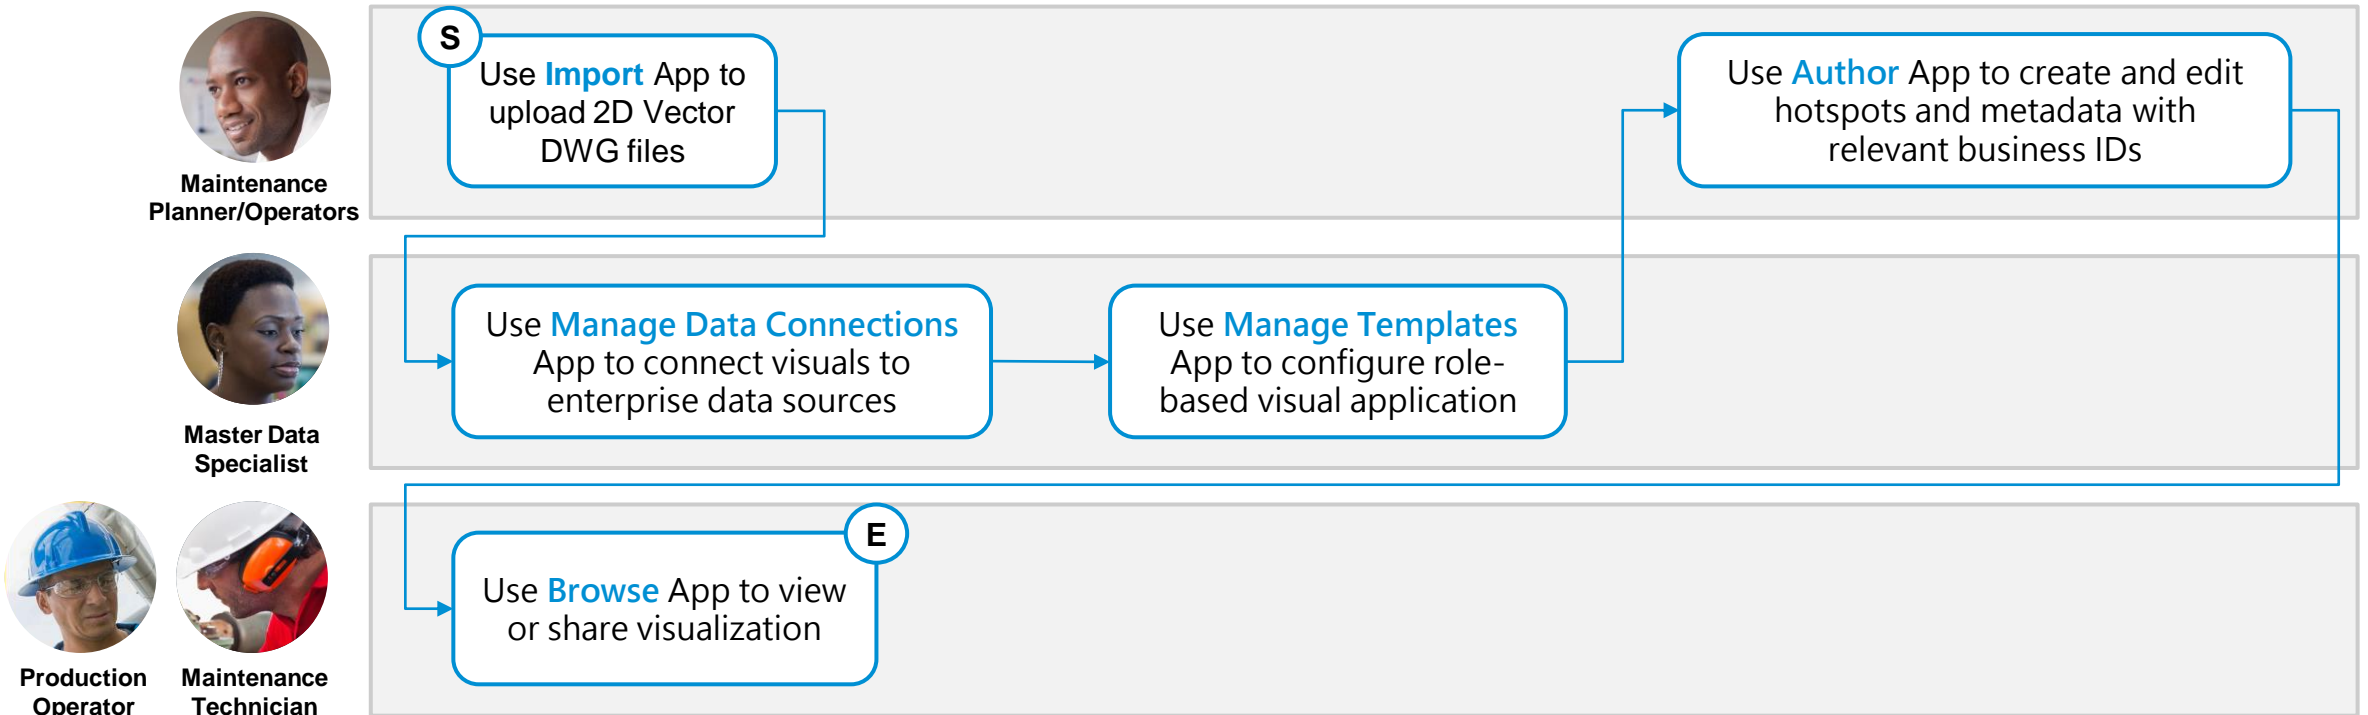 S
Use Import App to
upload 2D Vector
DWG files
Use Author App to create and edit
hotspots and metadata with
relevant business IDs
Maintenance
Planner/Operators
Use Manage Data Connections
App to connect visuals to
enterprise data sources
Use Manage Templates
App to configure role-
based visual application
Master Data
Specialist
E
Use Browse App to view
or share visualization
Production
Operator
Maintenance
Technician